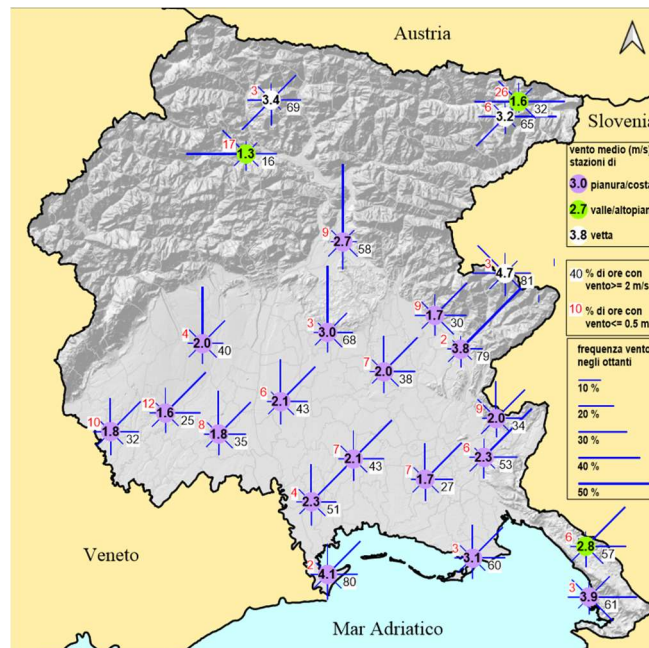 Austria
Slovenia
vento medio (m/s)
stazioni di
3.0 pianura/costa
2.7 valle/altopian
3.8 vetta
40 % di ore con
vento>= 2 m/s
10 % di ore con
vento<= 0.5 m
frequenza vento
negli ottanti
10 %
20 %
30 %
40 %
50 %
3 3.4 69
26 1.6 32
6 3.2 65
17 1.3 16
9 2.7 58
3 4.7 81
9 1.7 30
4 2.0 40
3 3.0 68
2 3.8 79
7 2.0 38
6 2.1 43
12 1.6 25
10 1.8 32
8 1.8 35
9 2.0 34
7 2.1 43
6 2.3 53
7 1.7 27
4 2.3 51
6 2.8 57
3 3.1 60
2 4.1 80
3 3.9 61
Veneto
Mar Adriatico